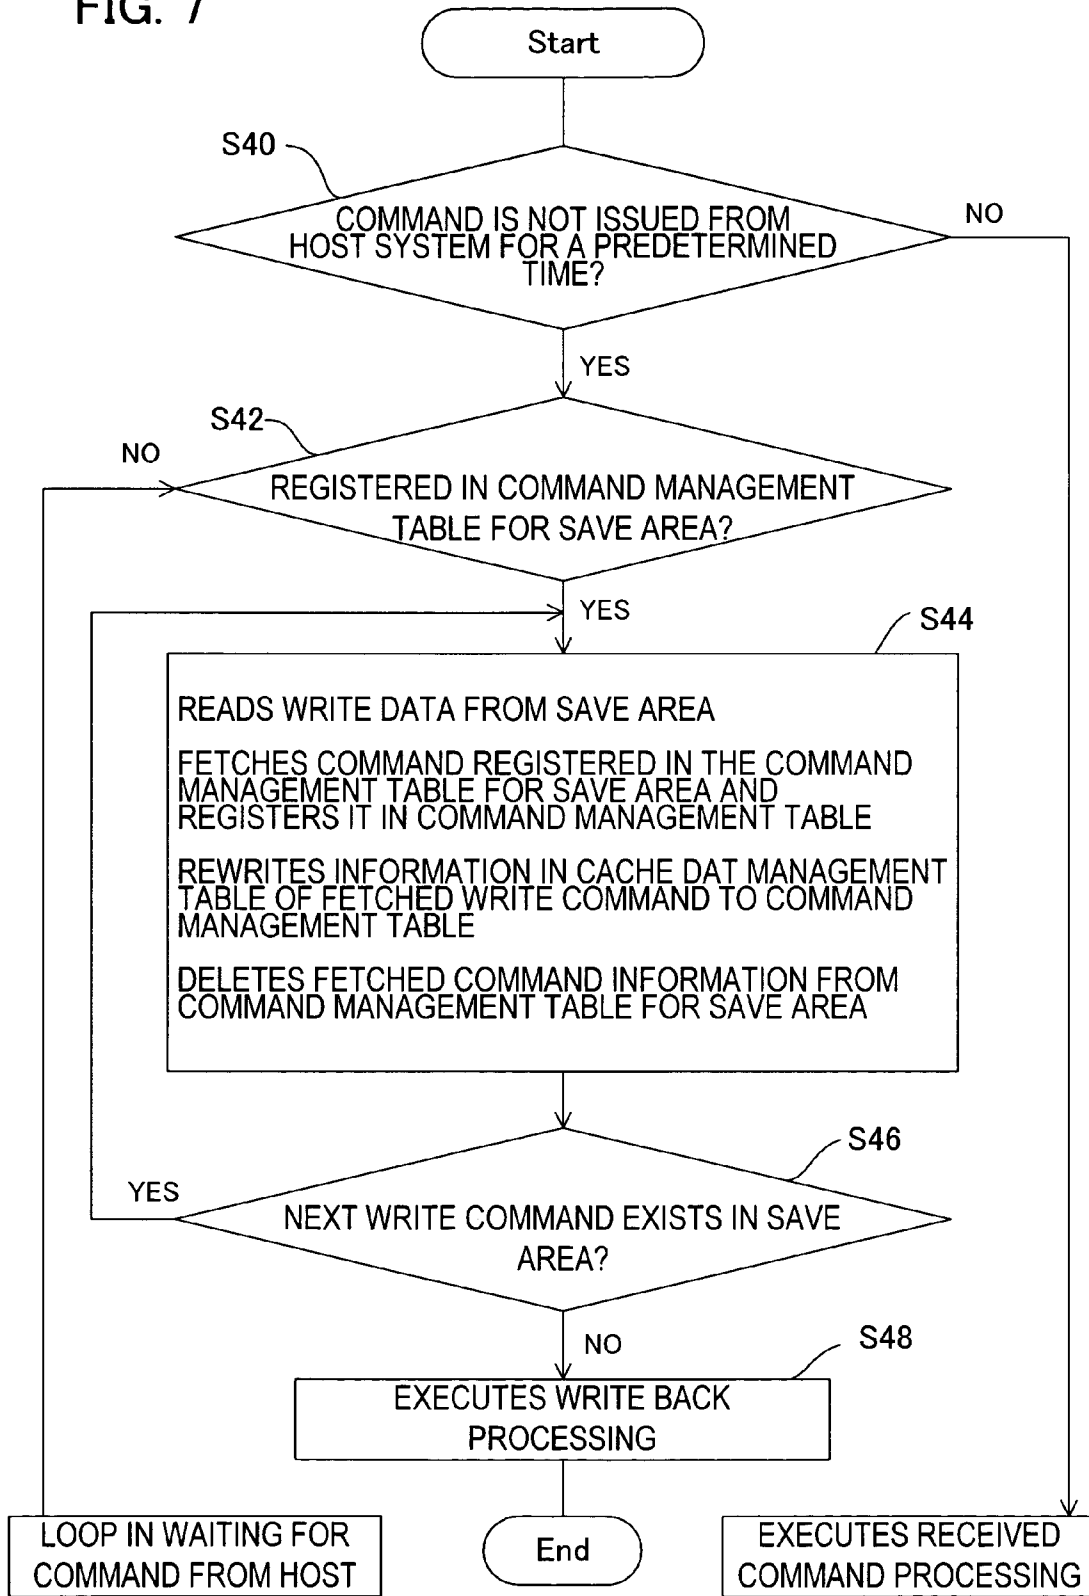 FIG. 7
Start
S40
COMMAND IS NOT ISSUED FROM
HOST SYSTEM FOR A PREDETERMINED
TIME?
NO
YES
S42
NO
REGISTERED IN COMMAND MANAGEMENT
TABLE FOR SAVE AREA?
YES
S44
READS WRITE DATA FROM SAVE AREA
FETCHES COMMAND REGISTERED IN THE COMMAND
MANAGEMENT TABLE FOR SAVE AREA AND
REGISTERS IT IN COMMAND MANAGEMENT TABLE
REWRITES INFORMATION IN CACHE DAT MANAGEMENT
TABLE OF FETCHED WRITE COMMAND TO COMMAND
MANAGEMENT TABLE
DELETES FETCHED COMMAND INFORMATION FROM
COMMAND MANAGEMENT TABLE FOR SAVE AREA
S46
YES
NEXT WRITE COMMAND EXISTS IN SAVE
AREA?
NO
S48
EXECUTES WRITE BACK
PROCESSING
LOOP IN WAITING FOR
COMMAND FROM HOST
End
EXECUTES RECEIVED
COMMAND PROCESSING